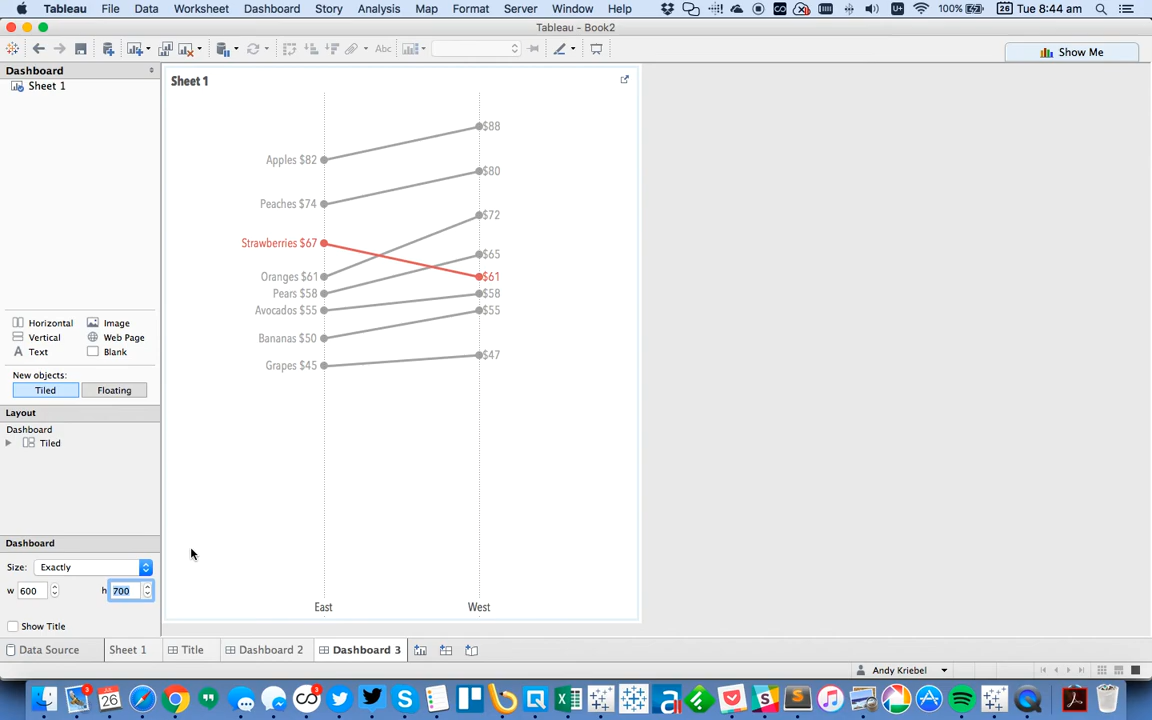 Tableau File Data Worksheet Dashboard Story Analysis Map Format Server Window Help 100% 26 Tue 8:44 am
Tableau - Book2
Abc Show Me
Dashboard
Sheet 1
Sheet 1
$88
Apples $82
$80
Peaches $74
$72
Strawberries $67
$65
Oranges $61
$61
Pears $58
$58
Avocados $55
$55
Bananas $50
$47
Grapes $45
Horizontal Image
Vertical Web Page
A Text Blank
New objects:
Tiled Floating
Layout
Dashboard
Tiled
Dashboard
Size: Exactly
w 600 h 700
East West
Show Title
Data Source Sheet 1 Title Dashboard 2 Dashboard 3
Andy Kriebel